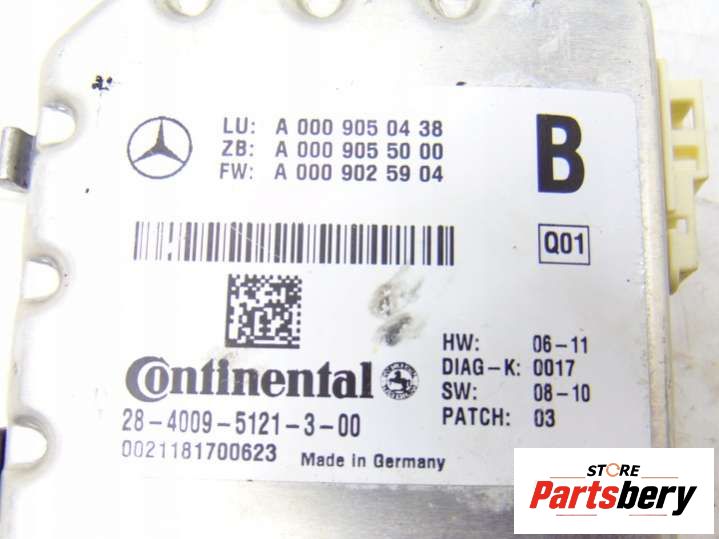 LU: A 000 905 04 38
ZB: A 000 905 50 00
FW: A 000 902 59 04
B
Q01
HW: 06-11
DIAG-K: 0017
SW: 08-10
PATCH: 03
Continental
28-4009-5121-3-00
0021181700623 Made in Germany
STORE
Partsbery